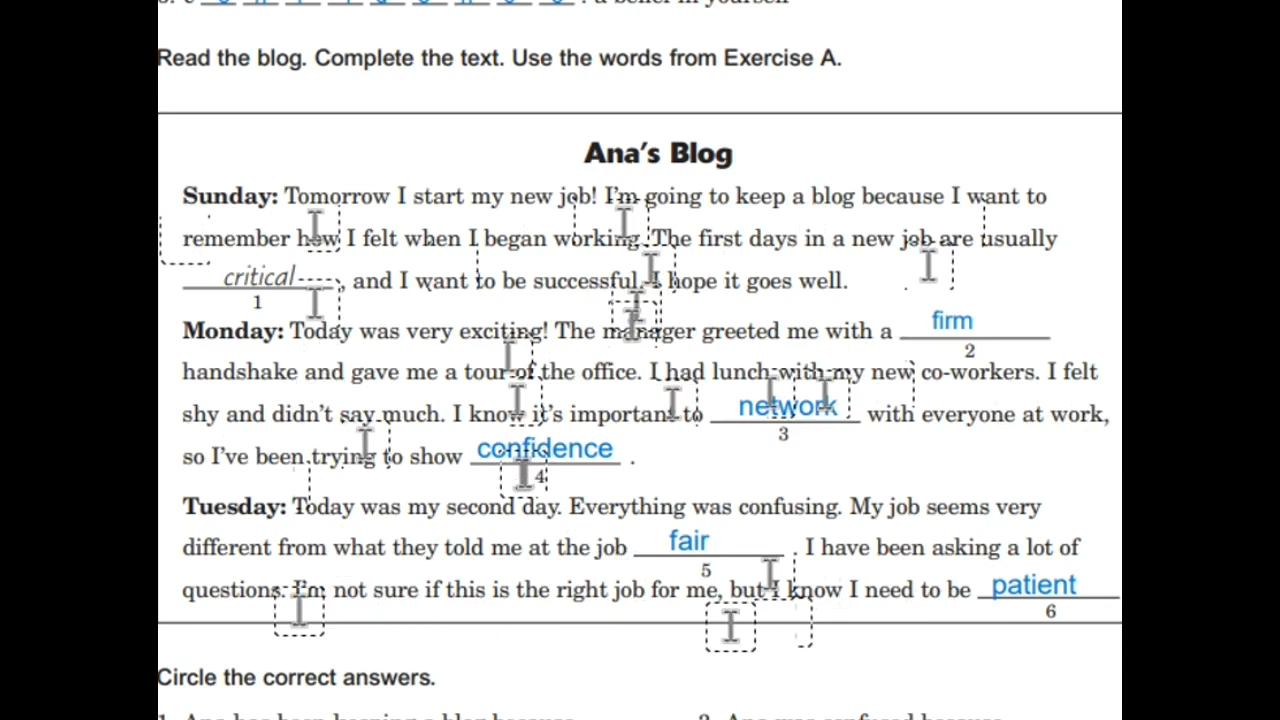 Read the blog. Complete the text. Use the words from Exercise A.
Ana's Blog
Sunday: Tomorrow I start my new job! I'm going to keep a blog because I want to
remember how I felt when I began working. The first days in a new job are usually
critical, and I want to be successful. I hope it goes well.
1
Monday: Today was very exciting! The manager greeted me with a firm
2
handshake and gave me a tour of the office. I had lunch with my new co-workers. I felt
shy and didn't say much. I know it's important to network with everyone at work,
3
so I've been trying to show confidence.
4
Tuesday: Today was my second day. Everything was confusing. My job seems very
different from what they told me at the job fair. I have been asking a lot of
5
questions. I'm not sure if this is the right job for me, but I know I need to be patient
6
Circle the correct answers.